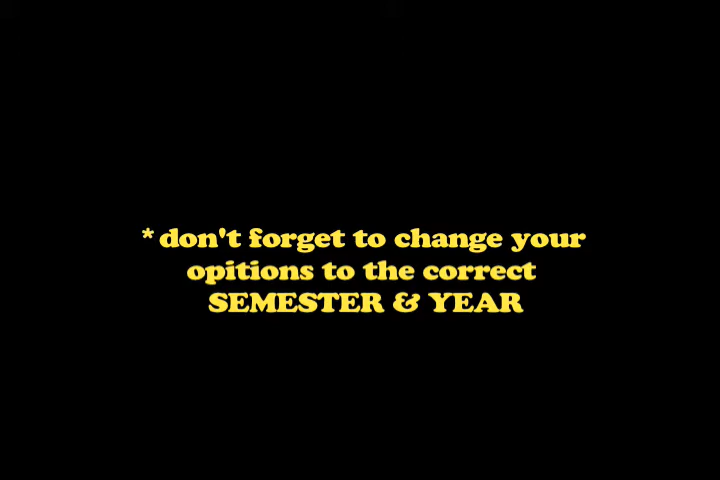 *don't forget to change your
opitions to the correct
SEMESTER & YEAR